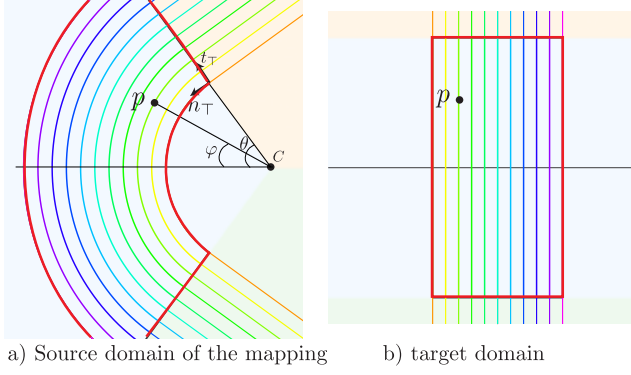 t⊤
p
n⊤
φ θ C
p
a) Source domain of the mapping
b) target domain